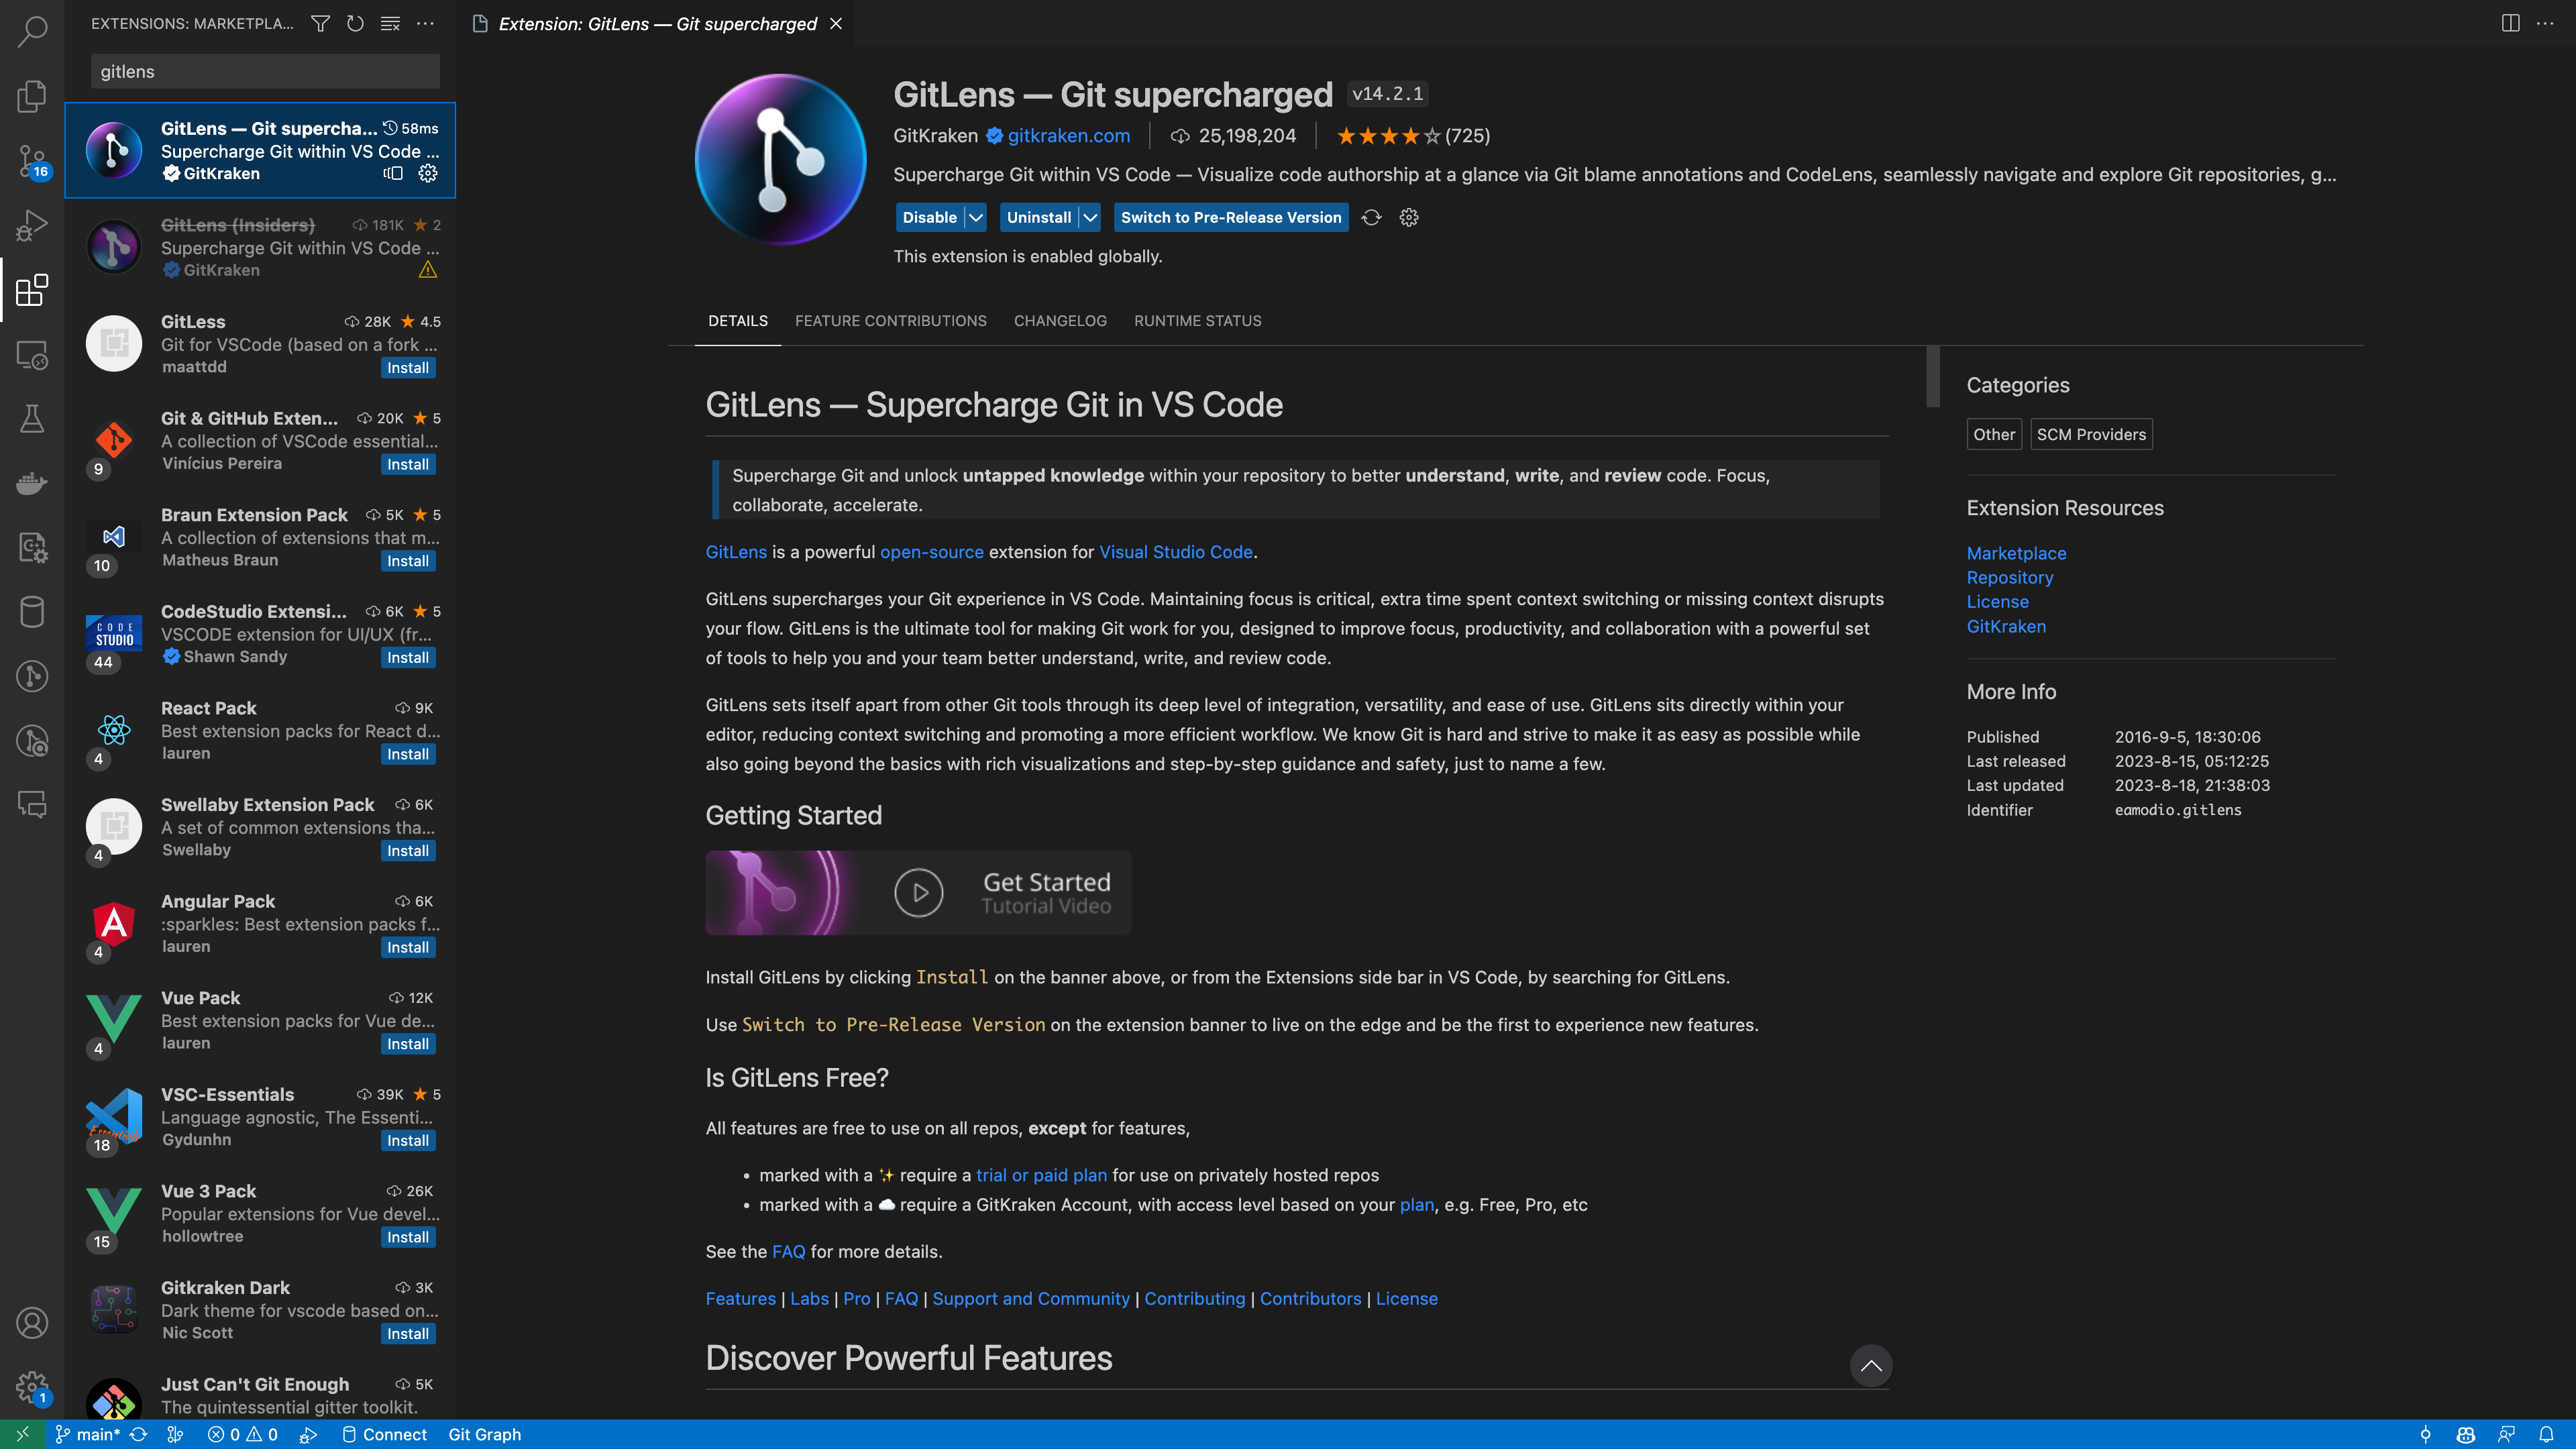 EXTENSIONS: MARKETPLA...
gitlens
GitLens — Git supercha... 58ms
Supercharge Git within VS Code ...
GitKraken
GitLens (Insiders) 181K 2
Supercharge Git within VS Code ...
GitKraken
GitLess 28K 4.5
Git for VSCode (based on a fork ...
maattdd Install
Git & GitHub Exten... 20K 5
A collection of VSCode essential...
9 Vinícius Pereira Install
Braun Extension Pack 5K 5
A collection of extensions that m...
10 Matheus Braun Install
CODE STUDIO
CodeStudio Extensi... 6K 5
VSCODE extension for UI/UX (fr...
44 Shawn Sandy Install
React Pack 9K
Best extension packs for React d...
4 lauren Install
Swellaby Extension Pack 6K
A set of common extensions tha...
4 Swellaby Install
Angular Pack 6K
:sparkles: Best extension packs f...
4 lauren Install
Vue Pack 12K
Best extension packs for Vue de...
4 lauren Install
VSC-Essentials 39K 5
Language agnostic, The Essenti...
Essentials
18 Gydunhn Install
Vue 3 Pack 26K
Popular extensions for Vue devel...
15 hollowtree Install
Gitkraken Dark 3K
Dark theme for vscode based on...
Nic Scott Install
Just Can't Git Enough 5K
The quintessential gitter toolkit.
16
1
Extension: GitLens — Git supercharged
GitLens — Git supercharged v14.2.1
GitKraken gitkraken.com 25,198,204 (725)
Supercharge Git within VS Code — Visualize code authorship at a glance via Git blame annotations and CodeLens, seamlessly navigate and explore Git repositories, g...
Disable Uninstall Switch to Pre-Release Version
This extension is enabled globally.
DETAILS FEATURE CONTRIBUTIONS CHANGELOG RUNTIME STATUS
GitLens — Supercharge Git in VS Code
Supercharge Git and unlock untapped knowledge within your repository to better understand, write, and review code. Focus,
collaborate, accelerate.
GitLens is a powerful open-source extension for Visual Studio Code.
GitLens supercharges your Git experience in VS Code. Maintaining focus is critical, extra time spent context switching or missing context disrupts
your flow. GitLens is the ultimate tool for making Git work for you, designed to improve focus, productivity, and collaboration with a powerful set
of tools to help you and your team better understand, write, and review code.
GitLens sets itself apart from other Git tools through its deep level of integration, versatility, and ease of use. GitLens sits directly within your
editor, reducing context switching and promoting a more efficient workflow. We know Git is hard and strive to make it as easy as possible while
also going beyond the basics with rich visualizations and step-by-step guidance and safety, just to name a few.
Getting Started
Get Started
Tutorial Video
Install GitLens by clicking Install on the banner above, or from the Extensions side bar in VS Code, by searching for GitLens.
Use Switch to Pre-Release Version on the extension banner to live on the edge and be the first to experience new features.
Is GitLens Free?
All features are free to use on all repos, except for features,
• marked with a ✨ require a trial or paid plan for use on privately hosted repos
• marked with a ☁️ require a GitKraken Account, with access level based on your plan, e.g. Free, Pro, etc
See the FAQ for more details.
Features | Labs | Pro | FAQ | Support and Community | Contributing | Contributors | License
Discover Powerful Features
Categories
Other SCM Providers
Extension Resources
Marketplace
Repository
License
GitKraken
More Info
Published 2016-9-5, 18:30:06
Last released 2023-8-15, 05:12:25
Last updated 2023-8-18, 21:38:03
Identifier eamodio.gitlens
main* 0 0 Connect Git Graph